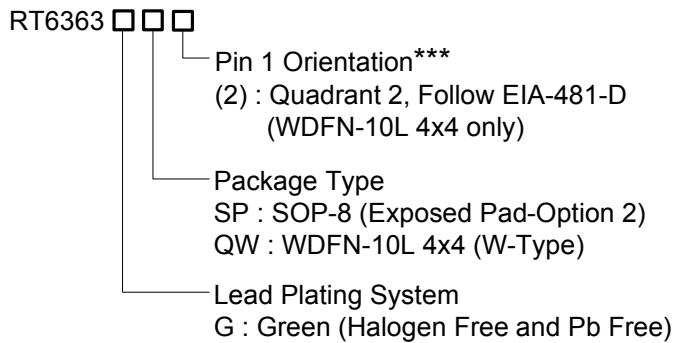 RT6363
Pin 1 Orientation***
(2) : Quadrant 2, Follow EIA-481-D
(WDFN-10L 4x4 only)
Package Type
SP : SOP-8 (Exposed Pad-Option 2)
QW : WDFN-10L 4x4 (W-Type)
Lead Plating System
G : Green (Halogen Free and Pb Free)